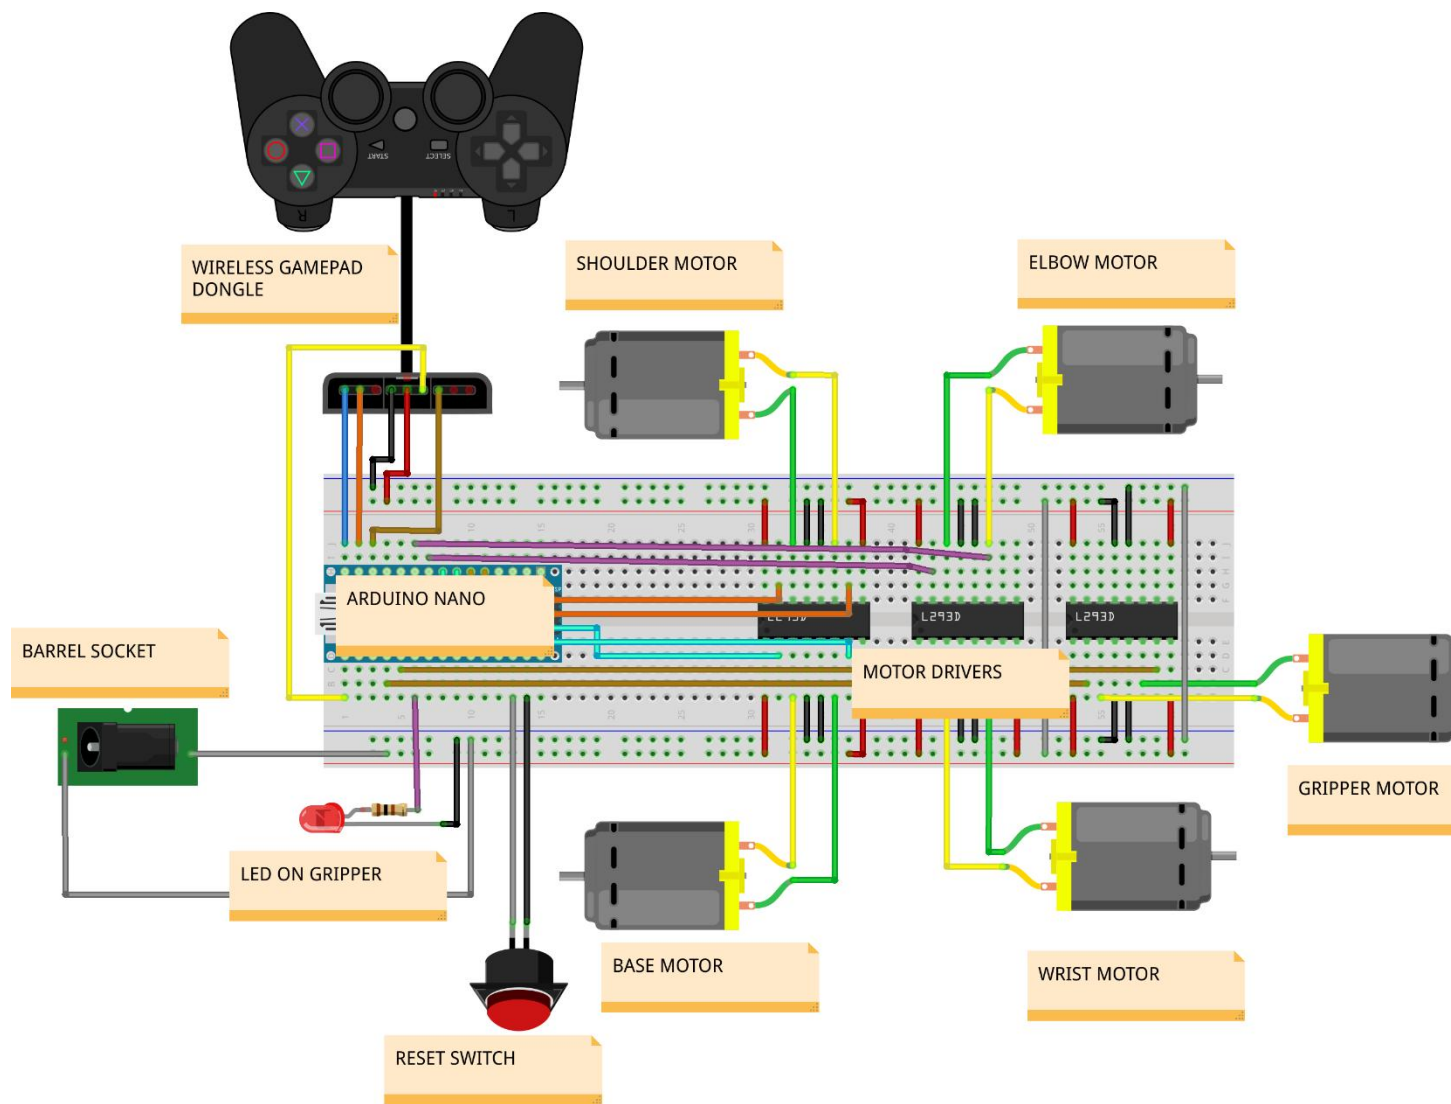 START
SELECT
R
L
WIRELESS GAMEPAD
DONGLE
SHOULDER MOTOR
ELBOW MOTOR
ARDUINO NANO
L293D
L293D
L293D
BARREL SOCKET
MOTOR DRIVERS
GRIPPER MOTOR
LED ON GRIPPER
BASE MOTOR
WRIST MOTOR
RESET SWITCH